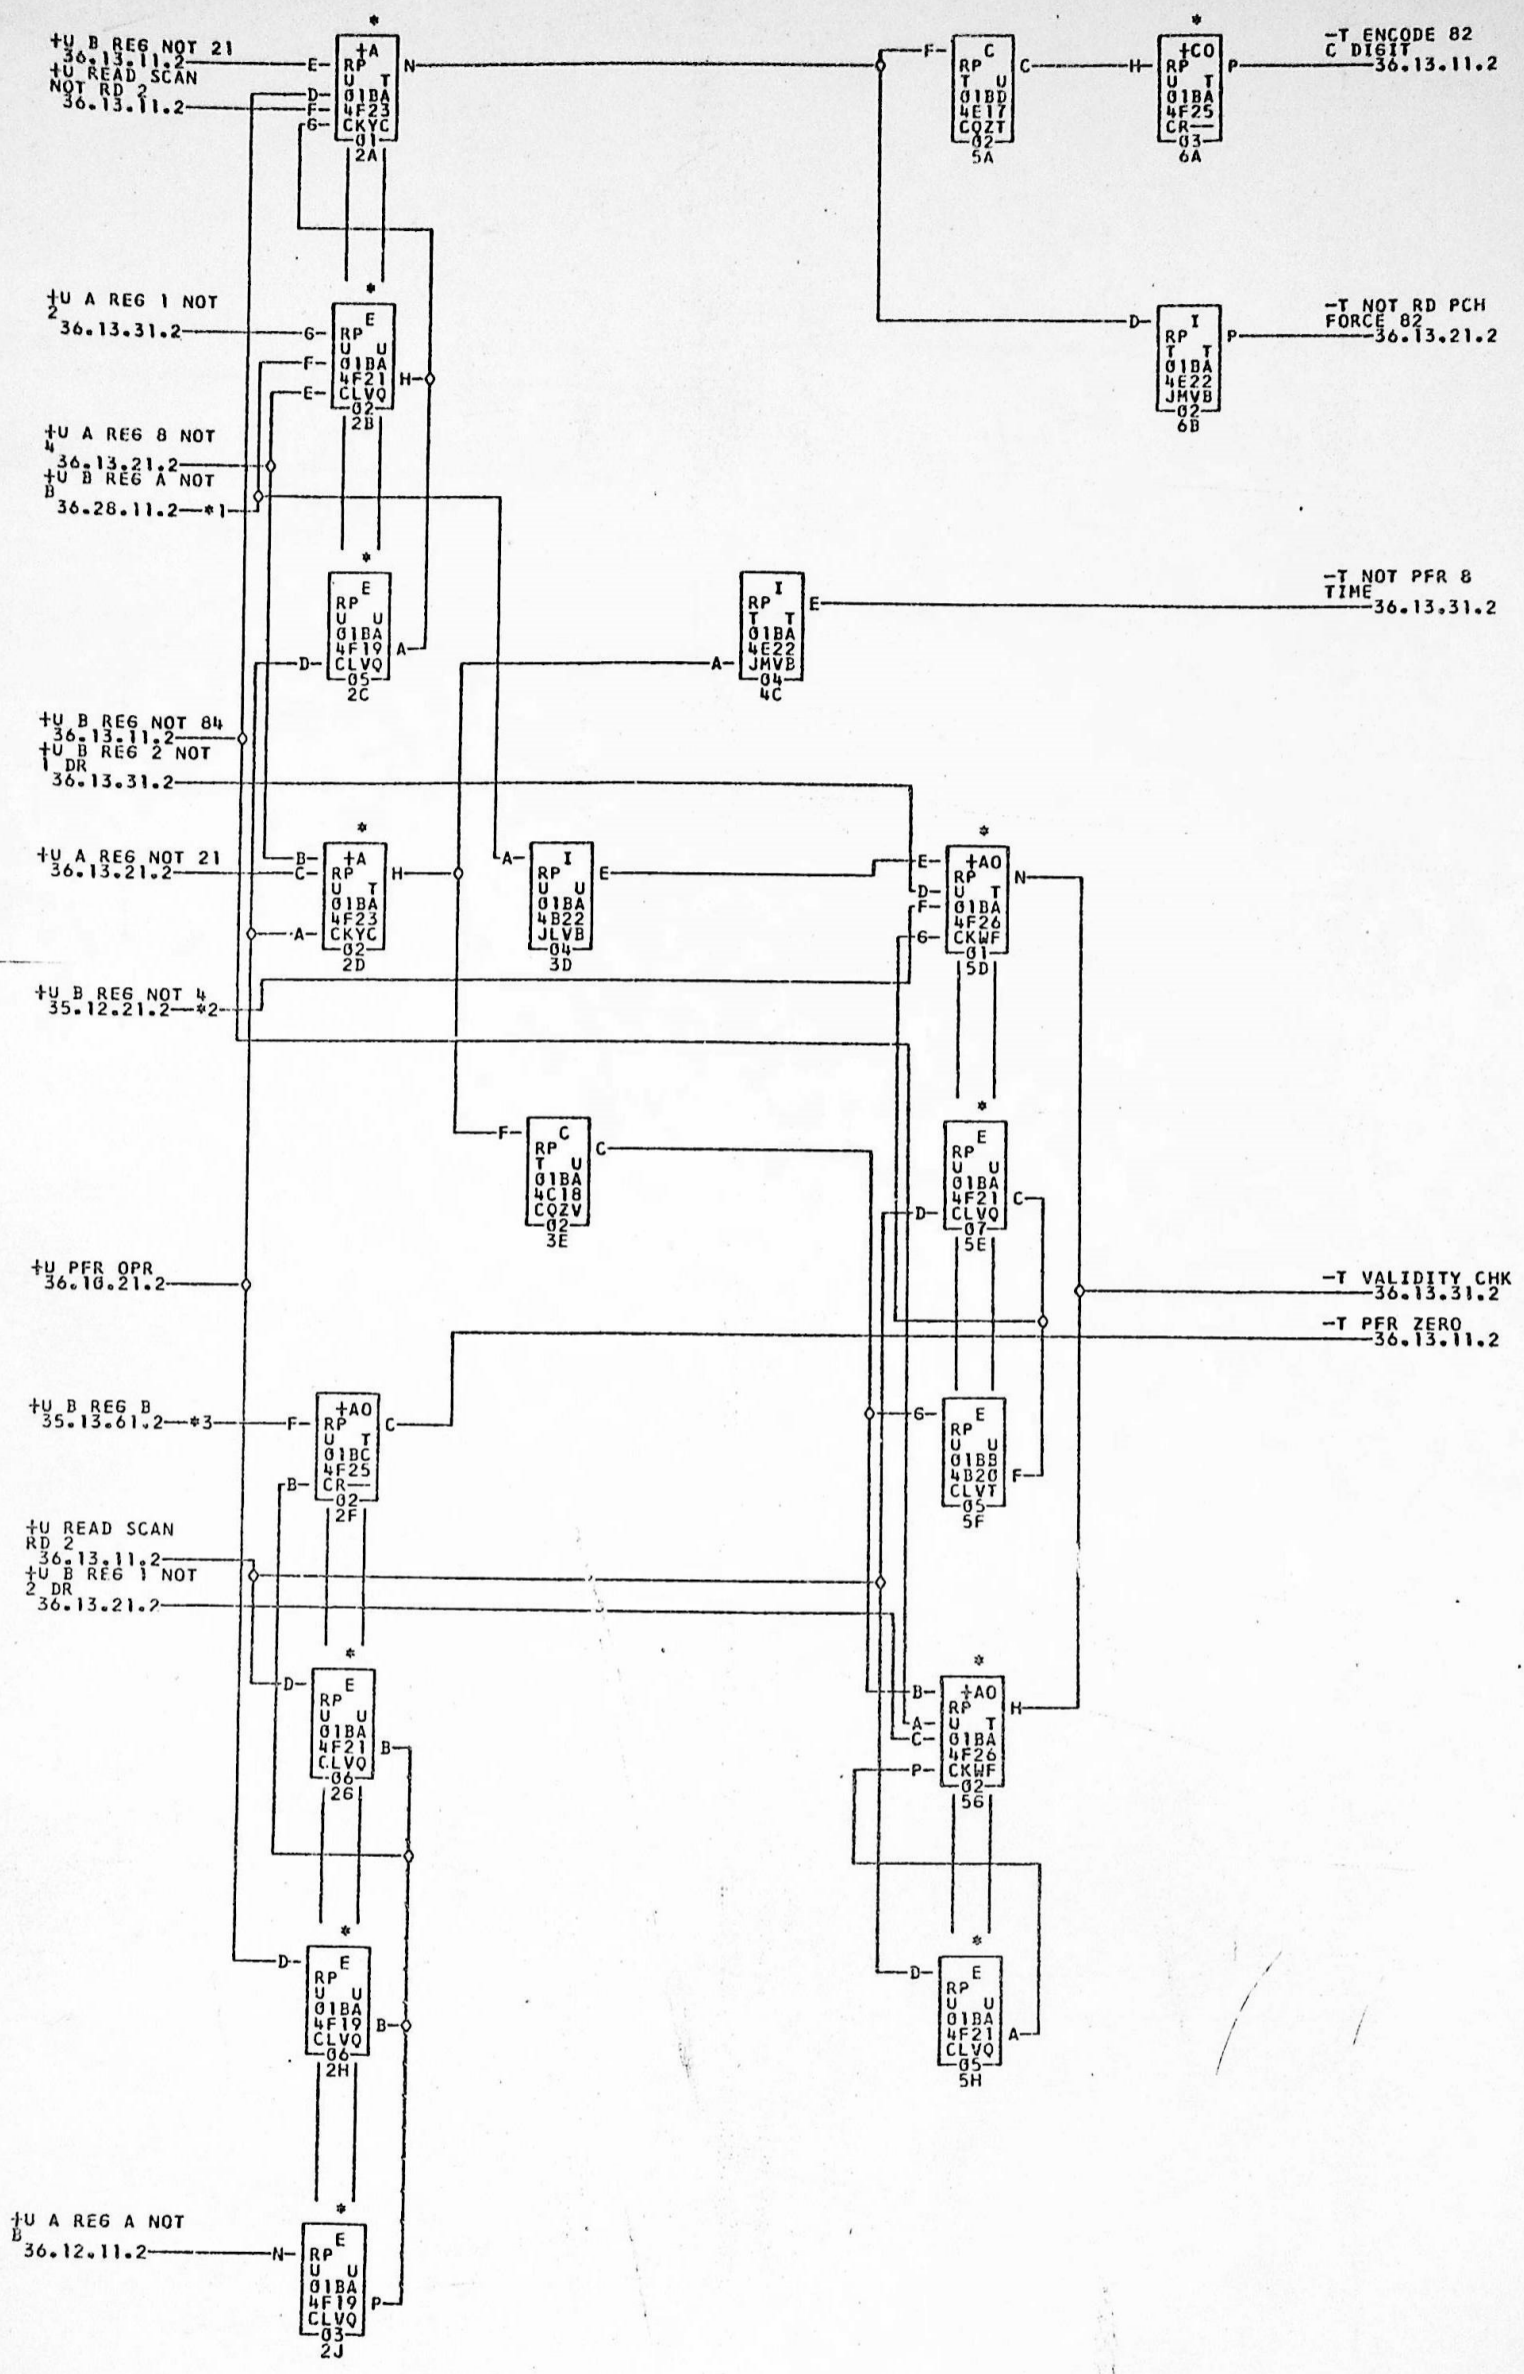 *
*
+U B REG NOT 21
36.13.11.2
+U READ SCAN
NOT RD 2
36.13.11.2
E
D
F
G
+A
RP
U T
01BA
4F23
CKYC
01
2A
N
F
C
RP
T U
01BD
4E17
CQZT
02
5A
C
H
+CO
RP
U T
01BA
4F25
CR--
03
6A
P
-T ENCODE 82
C DIGIT
36.13.11.2
*
+U A REG 1 NOT
2
36.13.31.2
G
F
E
E
RP
U U
01BA
4F21
CLVQ
02
2B
H
D
I
RP
T T
01BA
4E22
JMVB
02
6B
P
-T NOT RD PCH
FORCE 82
36.13.21.2
+U A REG 8 NOT
4
36.13.21.2
+U B REG A NOT
B
36.28.11.2-*1
*
D
E
RP
U U
01BA
4F19
CLVQ
05
2C
A
A
I
RP
T T
01BA
4E22
JMVB
04
4C
E
-T NOT PFR 8
TIME
36.13.31.2
+U B REG NOT 84
36.13.11.2
+U B REG 2 NOT
1 DR
36.13.31.2
*
+U A REG NOT 21
36.13.21.2
B
C
A
+A
RP
U T
01BA
4F23
CKYC
02
2D
H
A
I
RP
U U
01BA
4B22
JLVB
04
3D
E
*
E
D
F
G
+AO
RP
U T
01BA
4F26
CKWF
01
5D
N
+U B REG NOT 4
35.12.21.2-*2
F
C
RP
T U
01BA
4C18
CQZV
02
3E
C
*
D
E
RP
U U
01BA
4F21
CLVQ
07
5E
C
+U PFR OPR
36.10.21.2
-T VALIDITY CHK
36.13.31.2
-T PFR ZERO
36.13.11.2
+U B REG B
35.13.61.2-*3
F
B
+AO
RP
U T
01BC
4F25
CR--
02
2F
C
G
E
RP
U U
01BB
4B20
CLVT
05
5F
F
+U READ SCAN
RD 2
36.13.11.2
+U B REG 1 NOT
2 DR
36.13.21.2
*
D
E
RP
U U
01BA
4F21
CLVQ
06
2G
B
*
B
A
C
P
+AO
RP
U T
01BA
4F26
CKWF
02
5G
H
*
D
E
RP
U U
01BA
4F19
CLVQ
06
2H
B
*
D
E
RP
U U
01BA
4F21
CLVQ
05
5H
A
*
+U A REG A NOT
B
36.12.11.2
N
E
RP
U U
01BA
4F19
CLVQ
03
2J
P